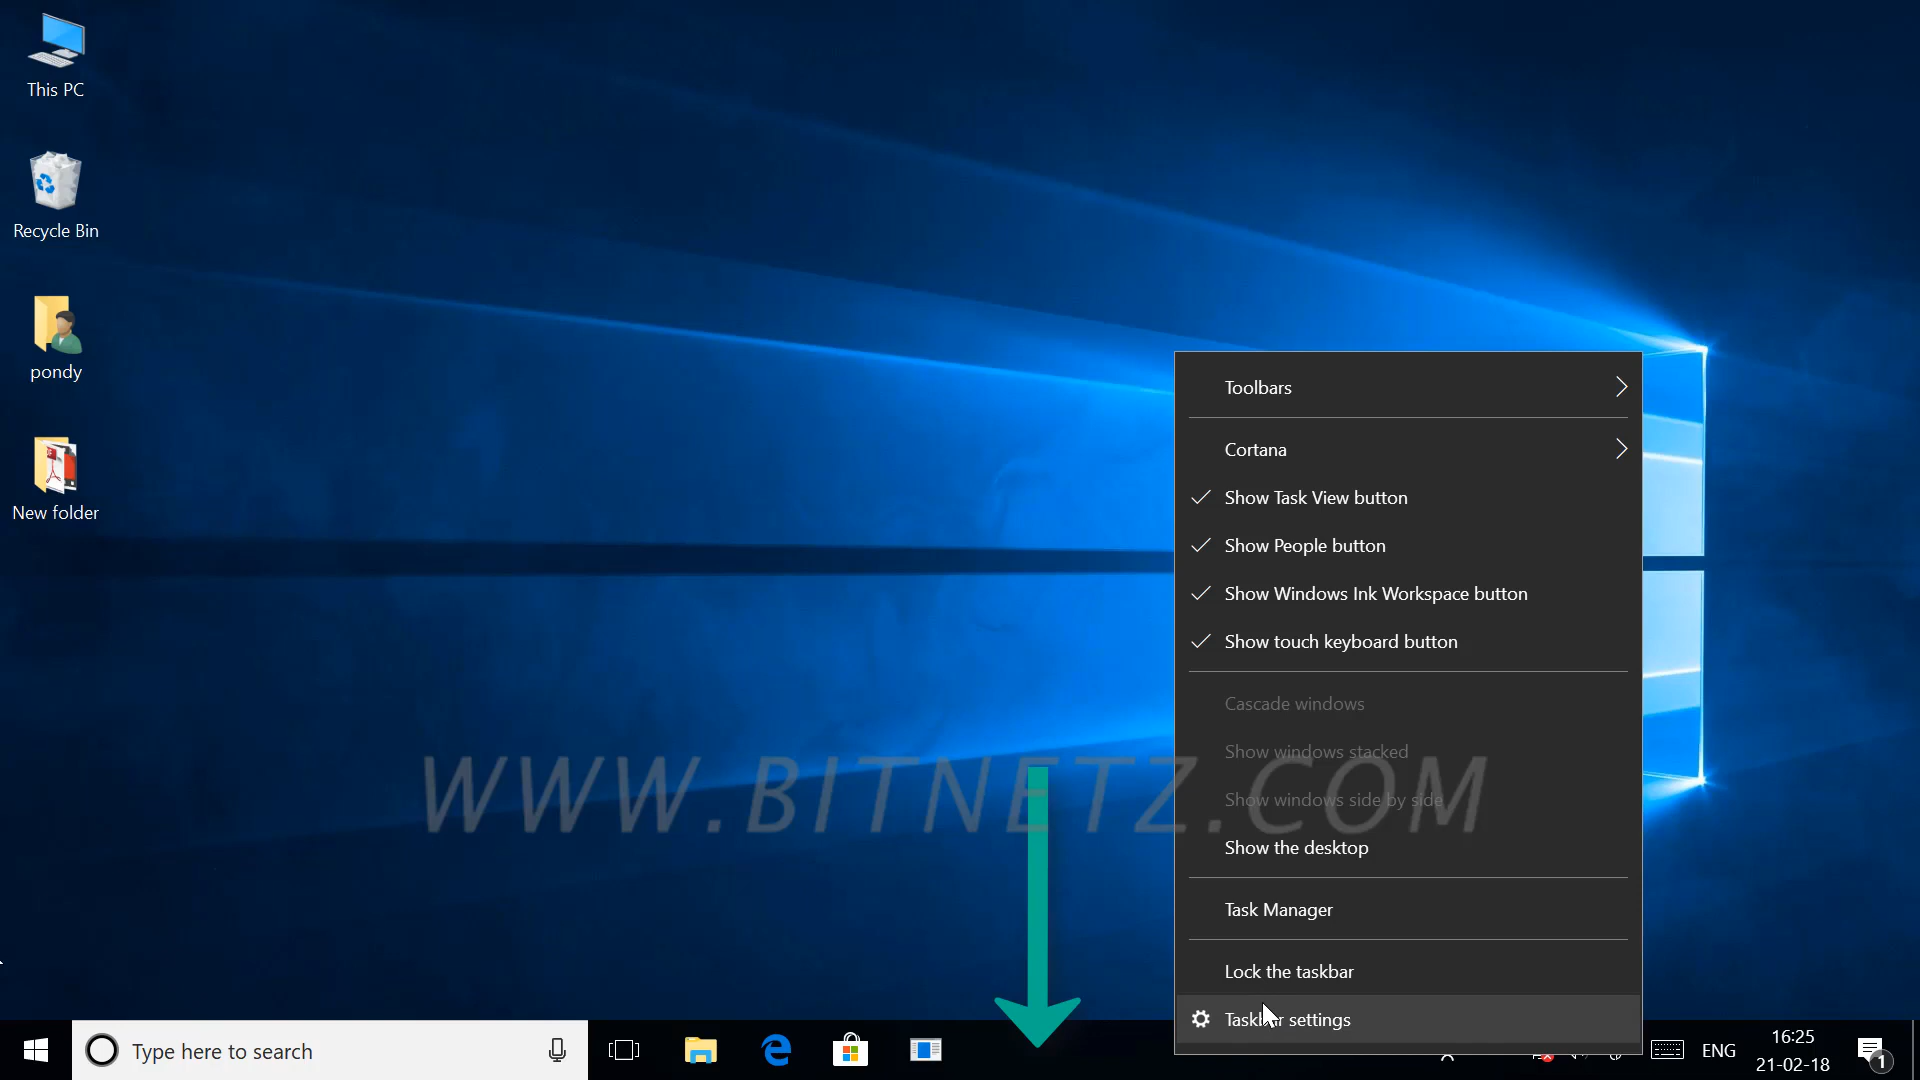 This PC
Recycle Bin
pondy
New folder
Toolbars
Cortana
Show Task View button
Show People button
Show Windows Ink Workspace button
Show touch keyboard button
Cascade windows
Show windows stacked
Show windows side by side
Show the desktop
Task Manager
Lock the taskbar
Taskbar settings
WWW.BITNETZ.COM
Type here to search
ENG
16:25
21-02-18
1